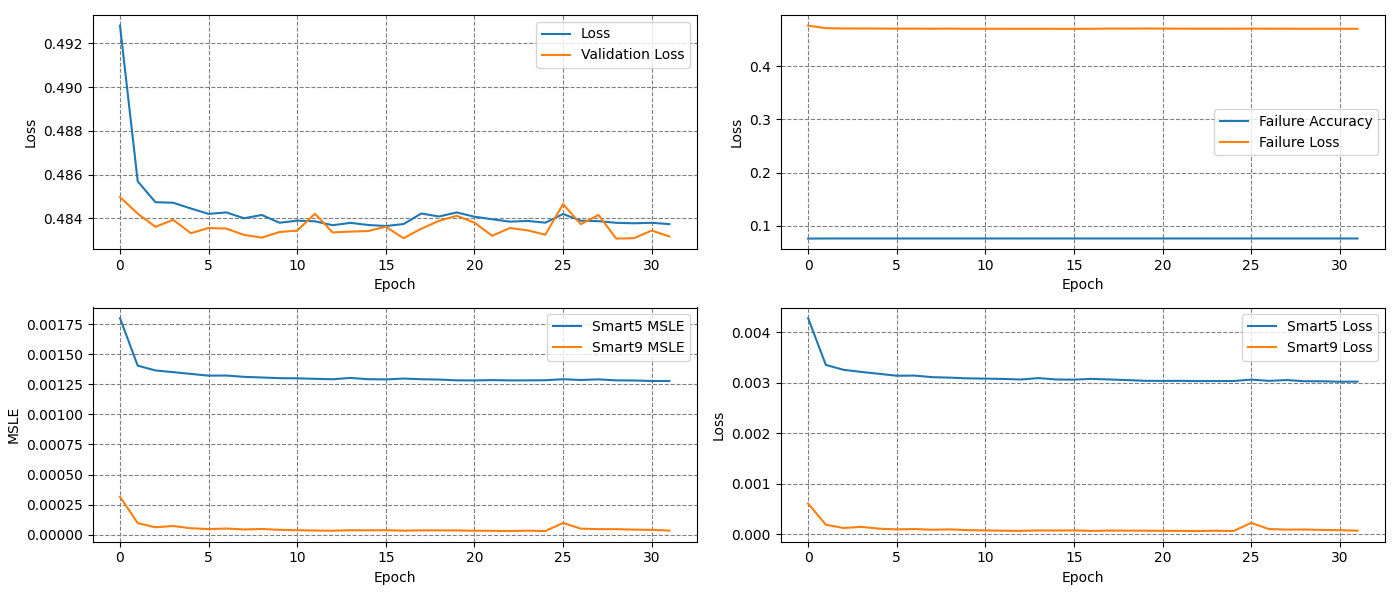 0.492
0.490
0.488
0.486
0.484
Loss
Loss
Validation Loss
0 5 10 15 20 25 30
Epoch
0.4
0.3
0.2
0.1
Loss
Failure Accuracy
Failure Loss
0 5 10 15 20 25 30
Epoch
0.00175
0.00150
0.00125
0.00100
0.00075
0.00050
0.00025
0.00000
MSLE
Smart5 MSLE
Smart9 MSLE
0 5 10 15 20 25 30
Epoch
0.004
0.003
0.002
0.001
0.000
Loss
Smart5 Loss
Smart9 Loss
0 5 10 15 20 25 30
Epoch